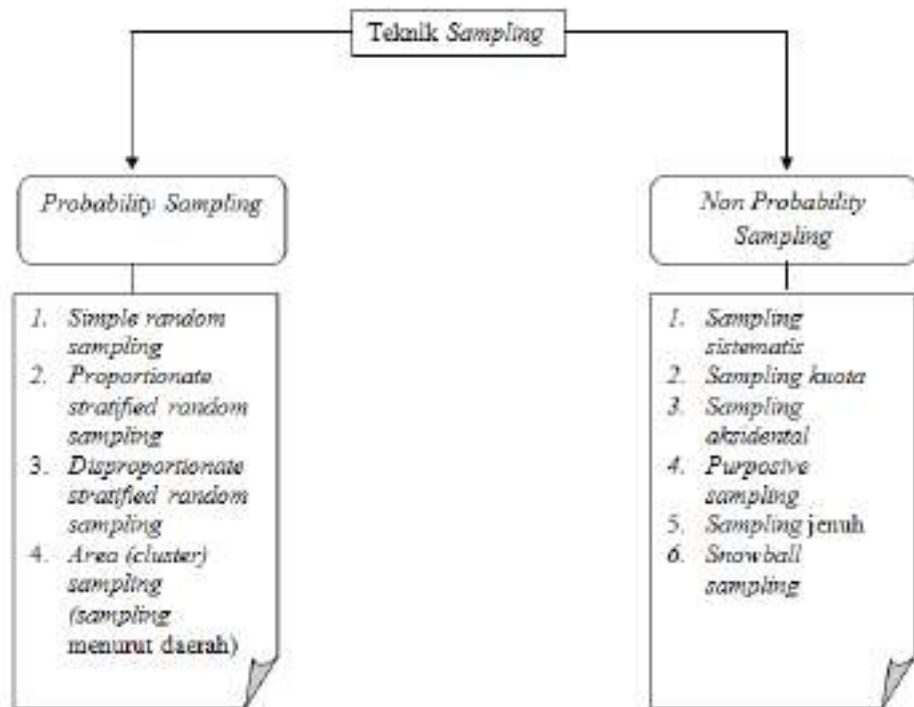 Teknik Sampling
Probability Sampling
1. Simple random
sampling
2. Proportionate
stratified random
sampling
3. Disproportionate
stratified random
sampling
4. Area (cluster)
sampling
(sampling
menurut daerah)
Non Probability
Sampling
1. Sampling
sistematis
2. Sampling kuota
3. Sampling
aksidental
4. Purposive
sampling
5. Sampling jenuh
6. Snowball
sampling